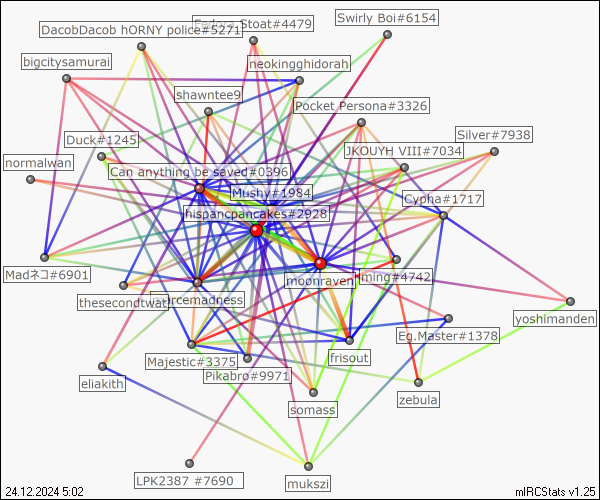 Swirly Boi#6154
Stoat#4479
DacobDacob hORNY police#5271
bigcitysamurai
neokingghidorah
shawntee9
Pocket Persona#3326
Duck#1245
Silver#7938
JKOUYH VIII#7034
normalwan
Can anything be saved#0396
Mushy#1984
Cypha#1717
hispancpancakes#2928
Madネコ#6901
moonraven
ming#4742
thesecondtwat
rcemadness
yoshimanden
Eg.Master#1378
Majestic#3375
frisout
Pikabro#9971
eliakith
zebula
somass
LPK2387 #7690
mukszi
24.12.2024 5:02
mIRCStats v1.25